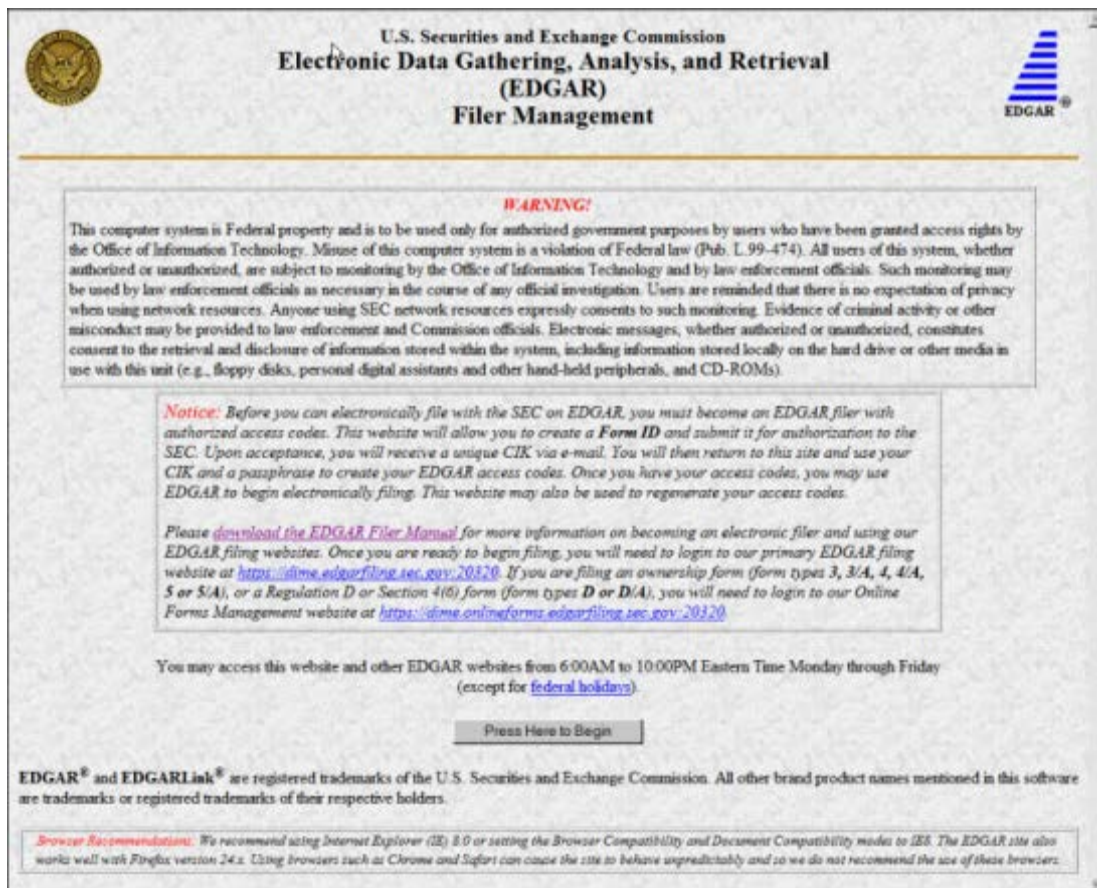 U.S. Securities and Exchange Commission
Electronic Data Gathering, Analysis, and Retrieval
(EDGAR)
Filer Management
EDGAR ®
WARNING!
This computer system is Federal property and is to be used only for authorized government purposes by users who have been granted access rights by
the Office of Information Technology. Misuse of this computer system is a violation of Federal law (Pub. L.99-474). All users of this system, whether
authorized or unauthorized, are subject to monitoring by the Office of Information Technology and by law enforcement officials. Such monitoring may
be used by law enforcement officials as necessary in the course of any official investigation. Users are reminded that there is no expectation of privacy
when using network resources. Anyone using SEC network resources expressly consents to such monitoring. Evidence of criminal activity or other
misconduct may be provided to law enforcement and Commission officials. Electronic messages, whether authorized or unauthorized, constitutes
consent to the retrieval and disclosure of information stored within the system, including information stored locally on the hard drive or other media in
use with this unit (e.g., floppy disks, personal digital assistants and other hand-held peripherals, and CD-ROMs).
Notice: Before you can electronically file with the SEC on EDGAR, you must become an EDGAR filer with
authorized access codes. This website will allow you to create a Form ID and submit it for authorization to the
SEC. Upon acceptance, you will receive a unique CIK via e-mail. You will then return to this site and use your
CIK and a passphrase to create your EDGAR access codes. Once you have your access codes, you may use
EDGAR to begin electronically filing. This website may also be used to regenerate your access codes.
Please download the EDGAR Filer Manual for more information on becoming an electronic filer and using our
EDGAR filing websites. Once you are ready to begin filing, you will need to login to our primary EDGAR filing
website at https://dime.edgarfiling.sec.gov:20320. If you are filing an ownership form (form types 3, 3/A, 4, 4/A,
5 or 5/A), or a Regulation D or Section 4(6) form (form types D or D/A), you will need to login to our Online
Forms Management website at https://dime.onlineforms.edgarfiling.sec.gov:20320.
You may access this website and other EDGAR websites from 6:00AM to 10:00PM Eastern Time Monday through Friday
(except for federal holidays).
Press Here to Begin
EDGAR® and EDGARLink® are registered trademarks of the U.S. Securities and Exchange Commission. All other brand product names mentioned in this software
are trademarks or registered trademarks of their respective holders.
Browser Recommendations: We recommend using Internet Explorer (IE) 8.0 or setting the Browser Compatibility and Document Compatibility modes to IE8. The EDGAR site also
works well with Firefox version 24.x. Using browsers such as Chrome and Safari can cause the site to behave unpredictably and so we do not recommend the use of these browsers.